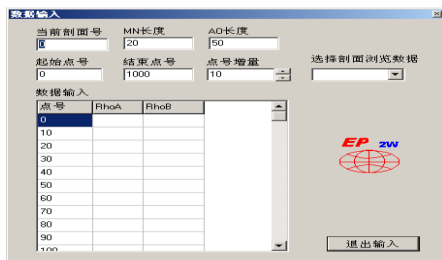 数据输入
当前剖面号 MN长度 AO长度
0 20 50
起始点号 结束点号 点号增量 选择剖面浏览数据
0 1000 10
数据输入
点号 RhoA RhoB
0
10
20
30
40
50
60
70
80
90
100
EP 2W
退出输入